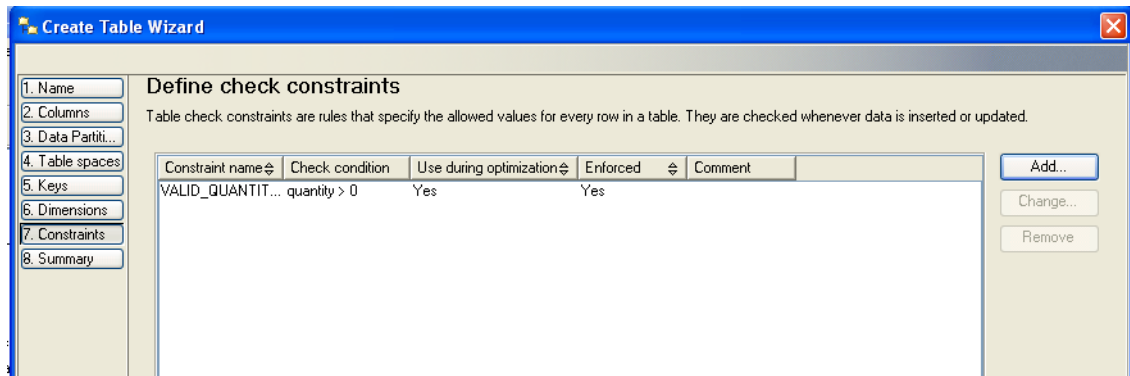 Create Table Wizard
1. Name
2. Columns
3. Data Partiti...
4. Table spaces
5. Keys
6. Dimensions
7. Constraints
8. Summary
Define check constraints
Table check constraints are rules that specify the allowed values for every row in a table. They are checked whenever data is inserted or updated.
Constraint name Check condition Use during optimization Enforced Comment
VALID_QUANTIT... quantity > 0 Yes Yes
Add...
Change...
Remove